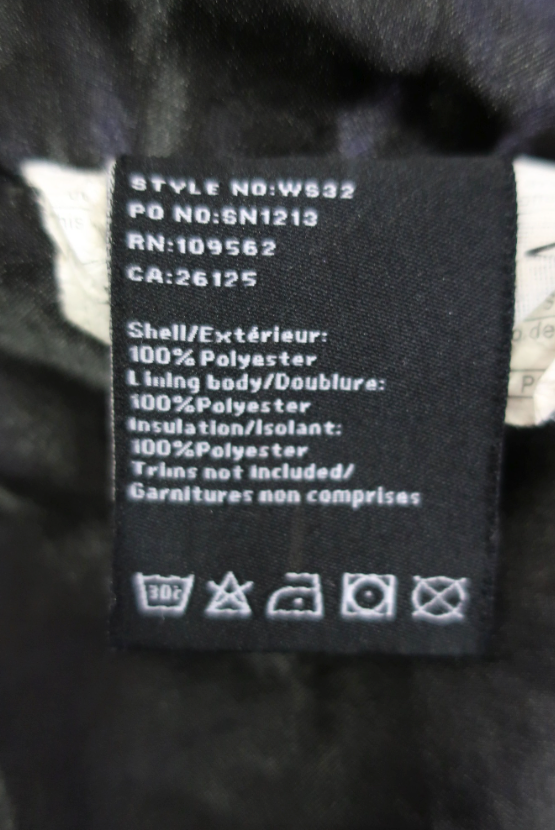 STYLE NO:WS32
PO NO:SN1213
RN:109562
CA:26125
Shell/Extérieur:
100% Polyester
Lining body/Doublure:
100%Polyester
Insulation/Isolant:
100%Polyester
Trims not included/
Garnitures non comprises
30c